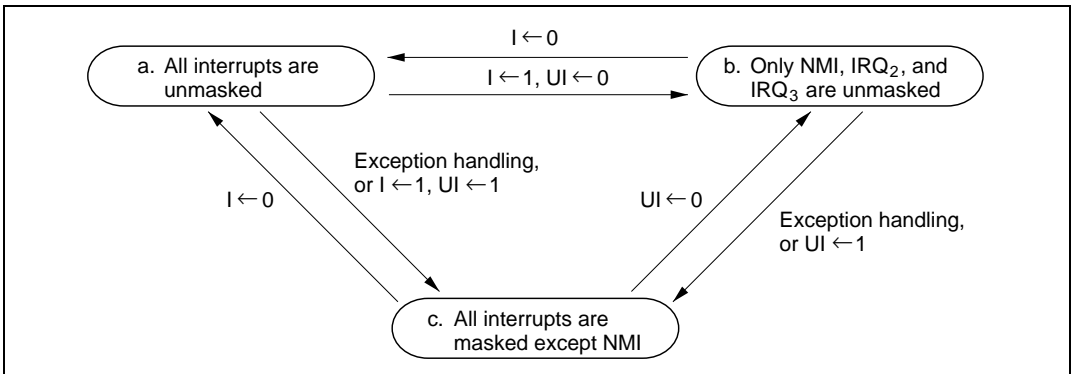 I ← 0
a. All interrupts are
unmasked
I ← 1, UI ← 0
b. Only NMI, IRQ2, and
IRQ3 are unmasked
Exception handling,
or I ← 1, UI ← 1
I ← 0
UI ← 0
Exception handling,
or UI ← 1
c. All interrupts are
masked except NMI